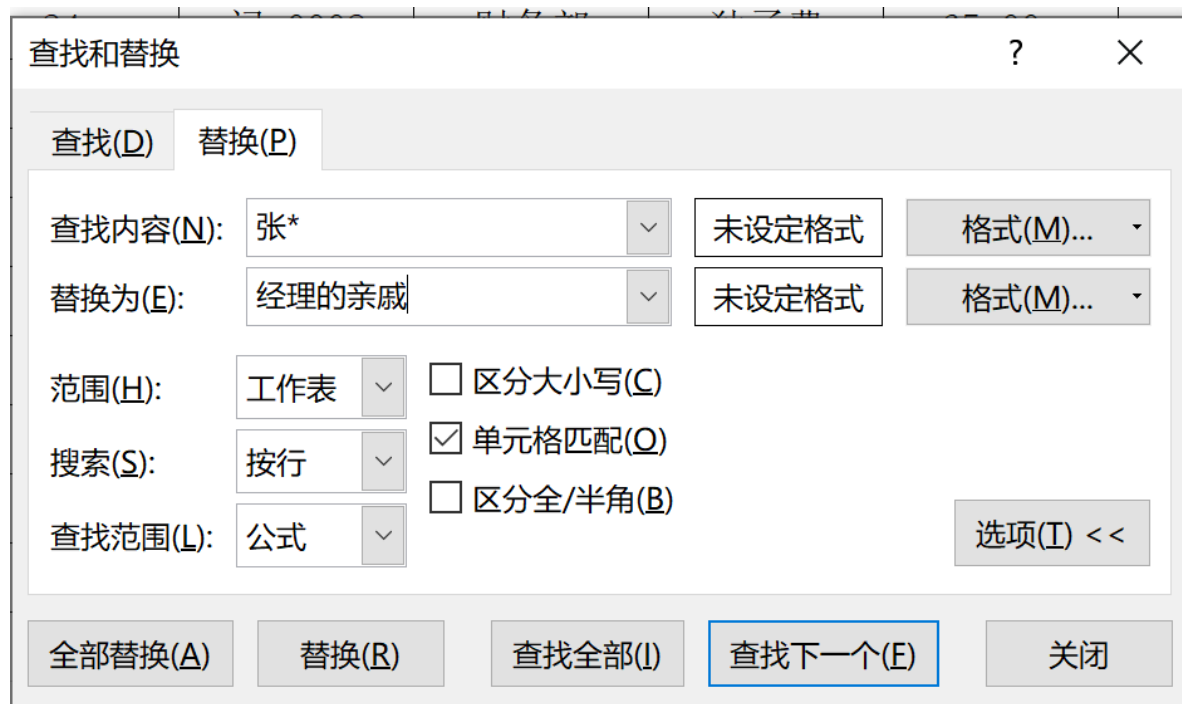 查找和替换 ?
查找(D) 替换(P)
查找内容(N): 张* 未设定格式 格式(M)...
替换为(E): 经理的亲戚 未设定格式 格式(M)...
范围(H): 工作表 区分大小写(C)
搜索(S): 按行 单元格匹配(O)
区分全/半角(B)
查找范围(L): 公式 选项(T) <<
全部替换(A) 替换(R) 查找全部(I) 查找下一个(F) 关闭